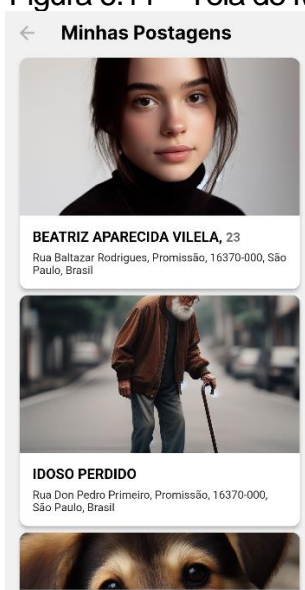 Minhas Postagens
BEATRIZ APARECIDA VILELA, 23
Rua Baltazar Rodrigues, Promissão, 16370-000, São
Paulo, Brasil
IDOSO PERDIDO
Rua Don Pedro Primeiro, Promissão, 16370-000,
São Paulo, Brasil